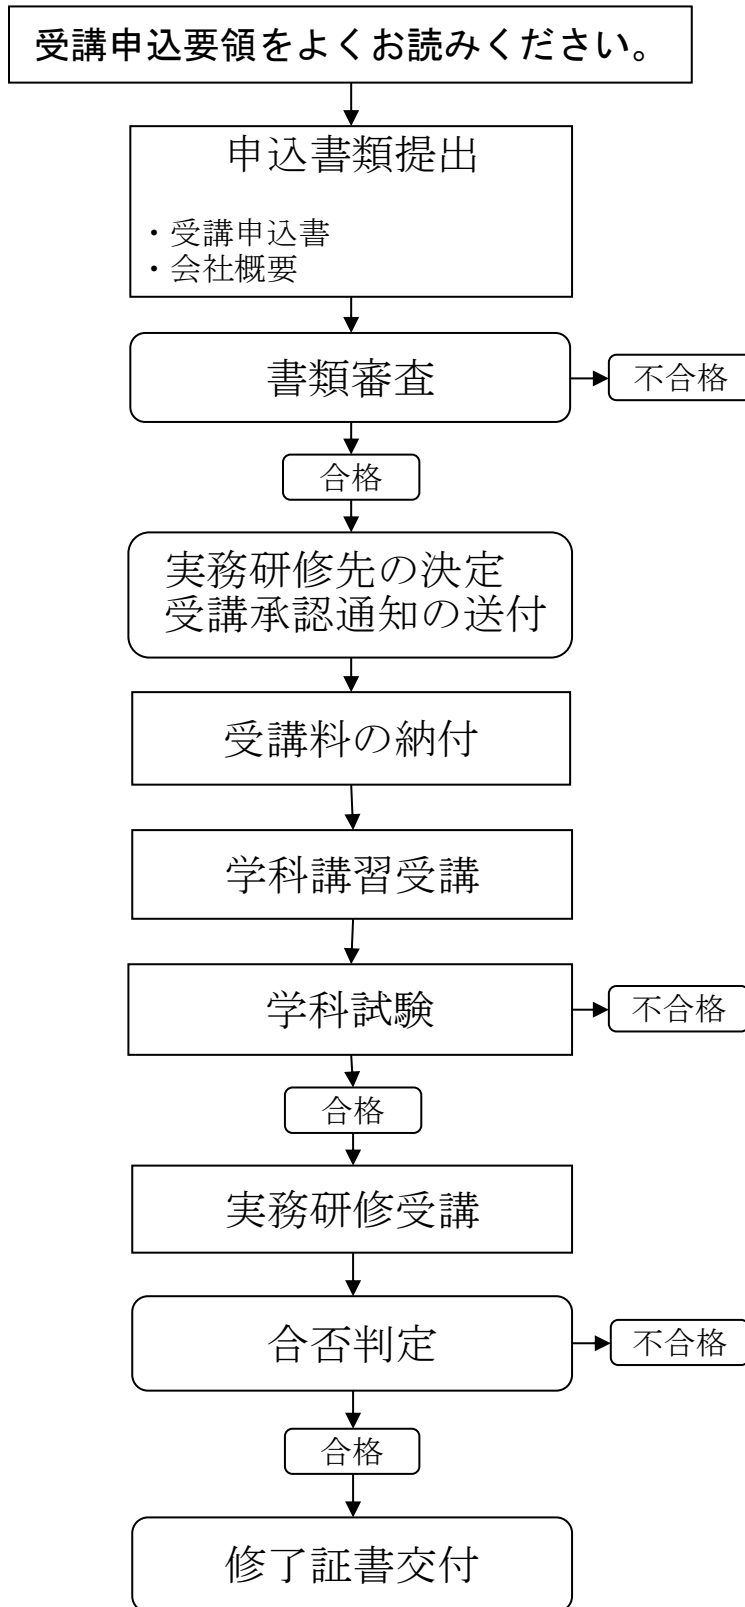 受講申込要領をよくお読みください。
申込書類提出
・受講申込書
・会社概要
書類審査
不合格
合格
実務研修先の決定
受講承認通知の送付
受講料の納付
学科講習受講
学科試験
不合格
合格
実務研修受講
合否判定
不合格
合格
修了証書交付